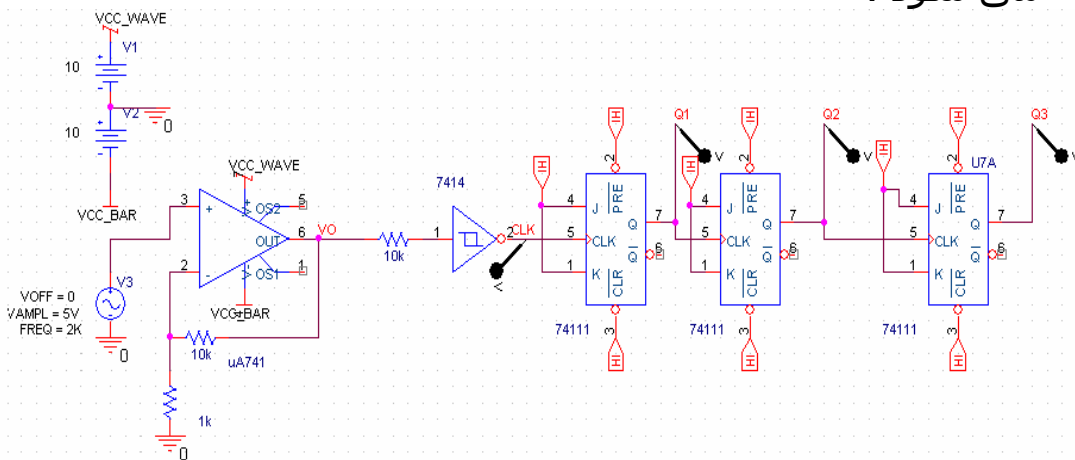 VCC_WAVE
V1
10
V2
10
0
VCC_BAR
VCC_WAVE
3
+
OS2
5
OUT
6
VO
2
-
OS1
1
VCC_BAR
uA741
V3
VOFF = 0
VAMPL = 5V
FREQ = 2K
0
10k
1k
0
10k
7414
1
2
CLK
V
H
H
2
4
J
PRE
Q
7
5
CLK
Q
6
1
K
CLR
3
74111
H
Q1
V
H
H
2
4
J
PRE
Q
7
5
CLK
Q
6
1
K
CLR
3
74111
H
Q2
V
H
H
2
U7A
4
J
PRE
Q
7
5
CLK
Q
6
1
K
CLR
3
74111
H
Q3
V